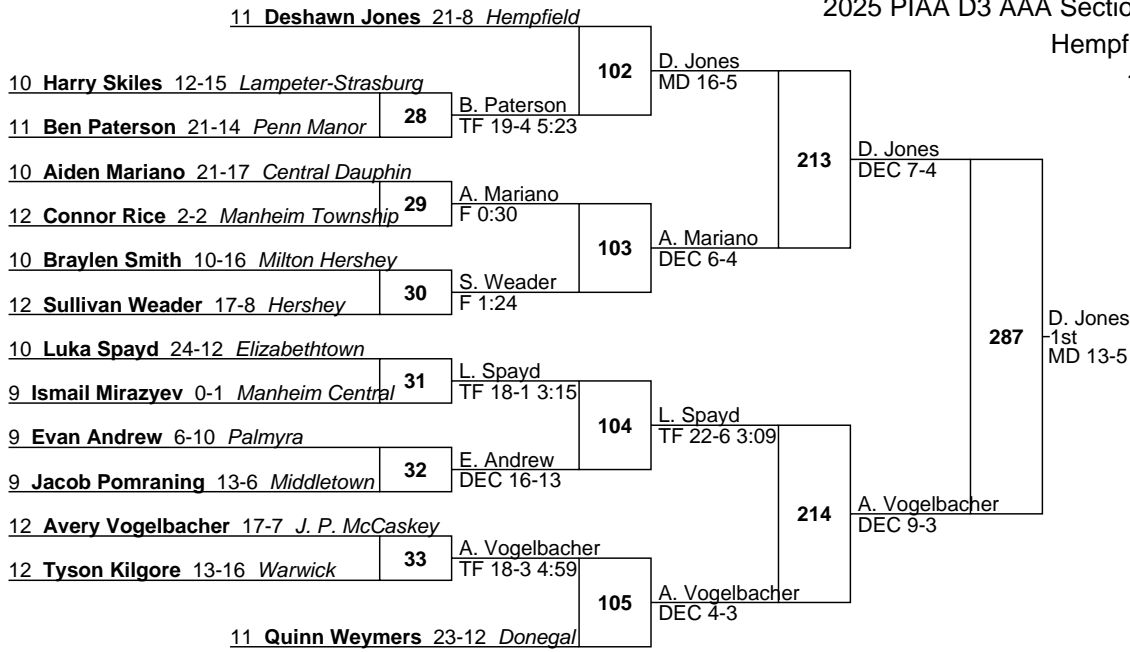 2025 PIAA D3 AAA Sectio
Hempf
11 Deshawn Jones 21-8 Hempfield
102
D. Jones
MD 16-5
10 Harry Skiles 12-15 Lampeter-Strasburg
28
B. Paterson
TF 19-4 5:23
11 Ben Paterson 21-14 Penn Manor
213
D. Jones
DEC 7-4
10 Aiden Mariano 21-17 Central Dauphin
29
A. Mariano
F 0:30
12 Connor Rice 2-2 Manheim Township
103
A. Mariano
DEC 6-4
10 Braylen Smith 10-16 Milton Hershey
30
S. Weader
F 1:24
12 Sullivan Weader 17-8 Hershey
287
D. Jones
1st
MD 13-5
10 Luka Spayd 24-12 Elizabethtown
31
L. Spayd
TF 18-1 3:15
9 Ismail Mirazyev 0-1 Manheim Central
104
L. Spayd
TF 22-6 3:09
9 Evan Andrew 6-10 Palmyra
32
E. Andrew
DEC 16-13
9 Jacob Pomraning 13-6 Middletown
214
A. Vogelbacher
DEC 9-3
12 Avery Vogelbacher 17-7 J. P. McCaskey
33
A. Vogelbacher
TF 18-3 4:59
12 Tyson Kilgore 13-16 Warwick
105
A. Vogelbacher
DEC 4-3
11 Quinn Weymers 23-12 Donegal